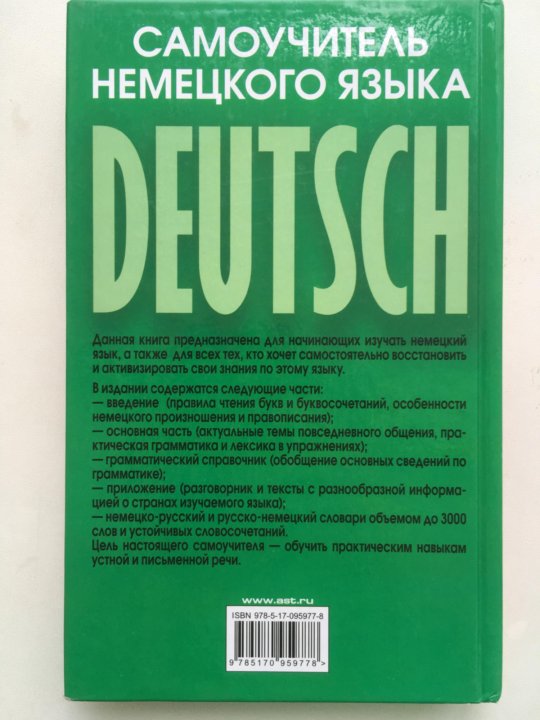 САМОУЧИТЕЛЬ
НЕМЕЦКОГО ЯЗЫКА
DEUTSCH
Данная книга предназначена для начинающих изучать немецкий
язык, а также для всех тех, кто хочет самостоятельно восстановить
и активизировать свои знания по этому языку.
В издании содержатся следующие части:
— введение (правила чтения букв и буквосочетаний, особенности
немецкого произношения и правописания);
— основная часть (актуальные темы повседневного общения, пра-
ктическая грамматика и лексика в упражнениях);
— грамматический справочник (обобщение основных сведений по
грамматике);
— приложение (разговорник и тексты с разнообразной информа-
цией о странах изучаемого языка);
— немецко-русский и русско-немецкий словари объемом до 3000
слов и устойчивых словосочетаний.
Цель настоящего самоучителя — обучить практическим навыкам
устной и письменной речи.
www.ast.ru
ISBN 978-5-17-095977-8
9 785170 959778 >